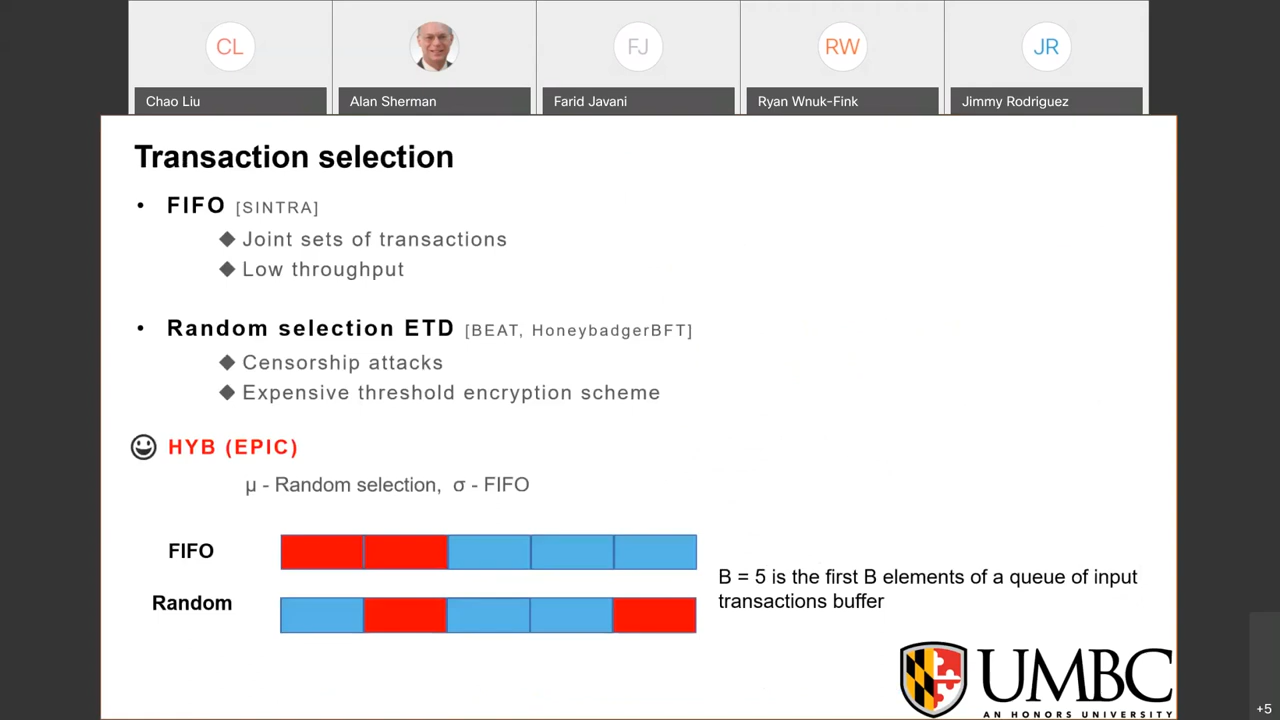 CL
FJ
RW
JR
Chao Liu
Alan Sherman
Farid Javani
Ryan Wnuk-Fink
Jimmy Rodriguez
Transaction selection
• FIFO [SINTRA]
◆ Joint sets of transactions
◆ Low throughput
• Random selection ETD [BEAT, HoneybadgerBFT]
◆ Censorship attacks
◆ Expensive threshold encryption scheme
HYB (EPIC)
μ - Random selection, σ - FIFO
FIFO
Random
B = 5 is the first B elements of a queue of input
transactions buffer
UMBC
AN HONORS UNIVERSITY
+5